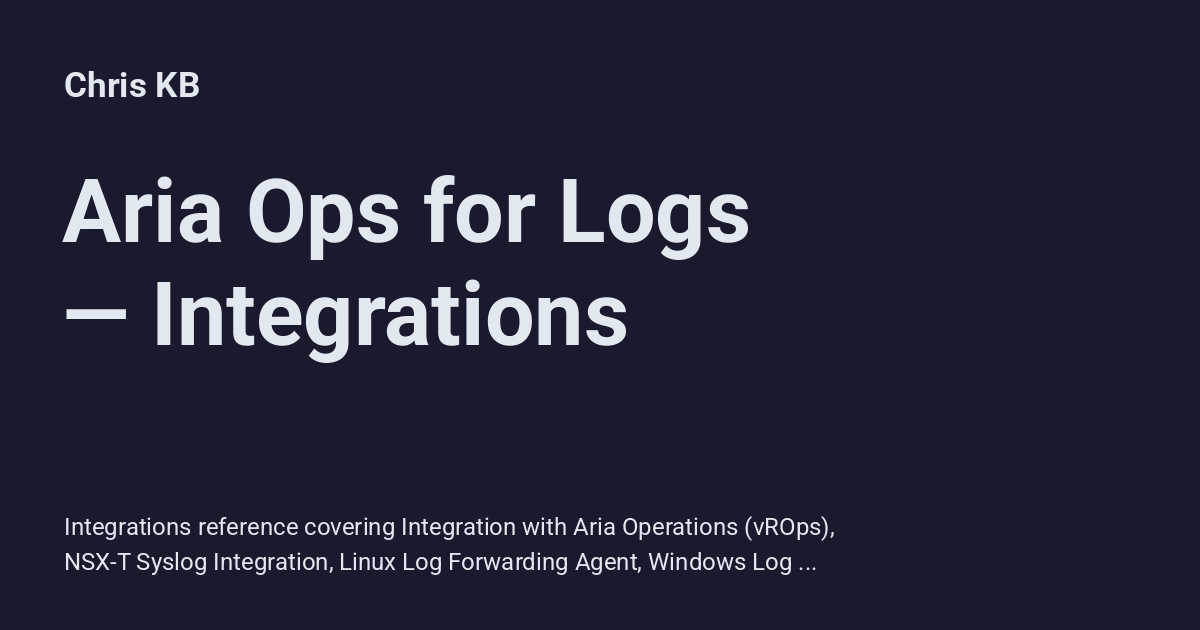 Chris KB
Aria Ops for Logs
— Integrations
Integrations reference covering Integration with Aria Operations (vROps),
NSX-T Syslog Integration, Linux Log Forwarding Agent, Windows Log ...